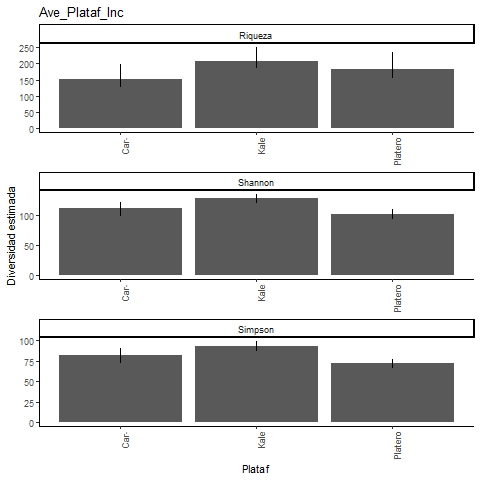 Ave_Plataf_Inc
Riqueza
250
200
150
100
50
0
Car-
Kale
Platero
Shannon
100
50
0
Car-
Kale
Platero
Diversidad estimada
Simpson
100
75
50
25
0
Car-
Kale
Platero
Plataf